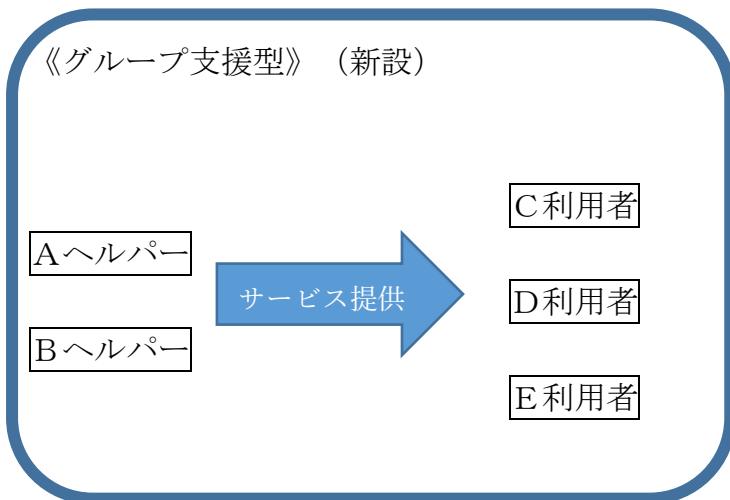 《グループ支援型》（新設）
Ａヘルパー
Ｂヘルパー
サービス提供
Ｃ利用者
Ｄ利用者
Ｅ利用者